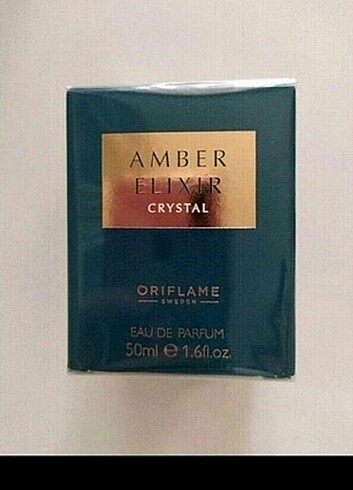 AMBER
ELIXIR
CRYSTAL
ORIFLAME
SWEDEN
EAU DE PARFUM
50ml ℮ 1.6fl.oz.